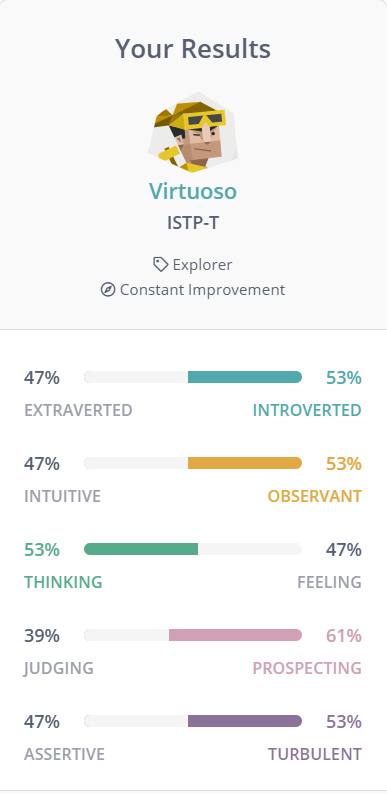 Your Results
Virtuoso
ISTP-T
Explorer
Constant Improvement
47% 53%
EXTRAVERTED INTROVERTED
47% 53%
INTUITIVE OBSERVANT
53% 47%
THINKING FEELING
39% 61%
JUDGING PROSPECTING
47% 53%
ASSERTIVE TURBULENT